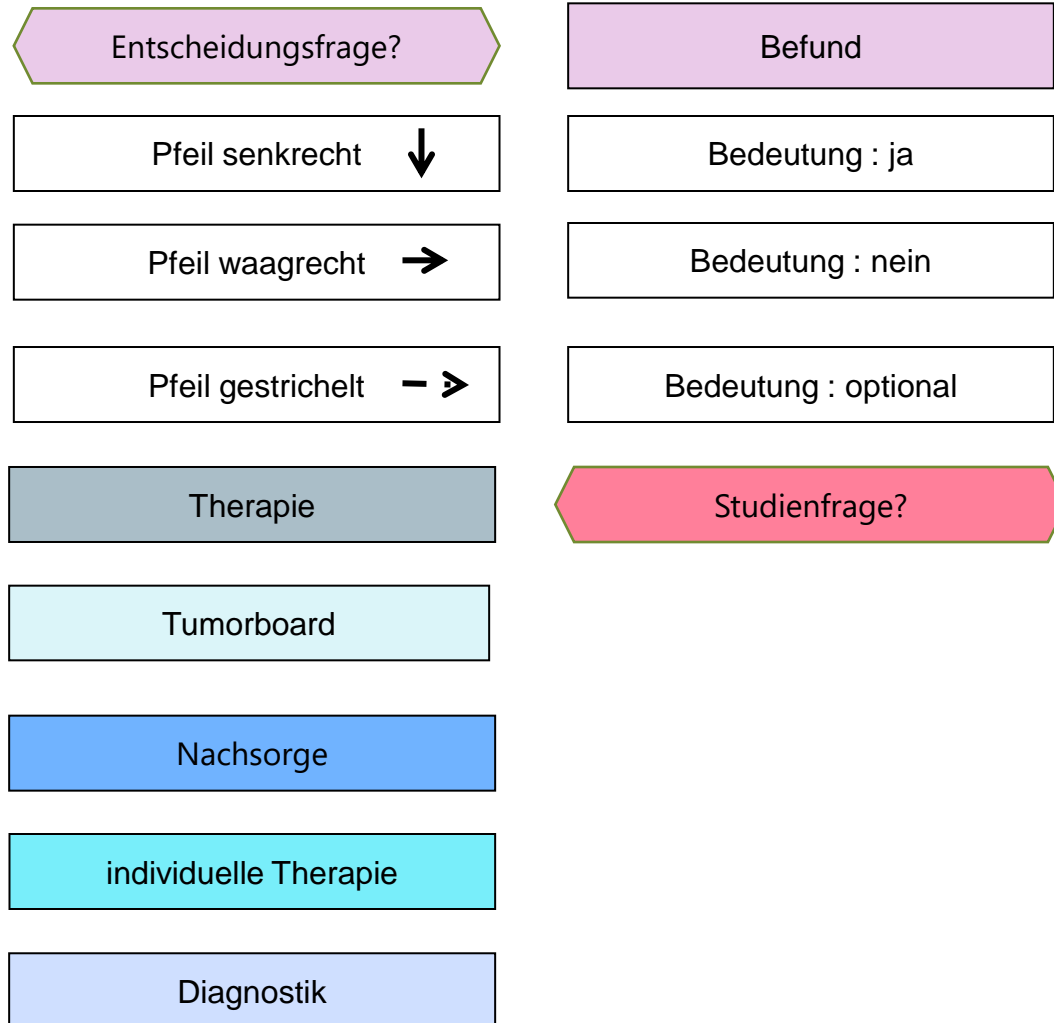 Entscheidungsfrage?
Befund
Pfeil senkrecht
Bedeutung : ja
Pfeil waagrecht
Bedeutung : nein
Pfeil gestrichelt
Bedeutung : optional
Therapie
Studienfrage?
Tumorboard
Nachsorge
individuelle Therapie
Diagnostik